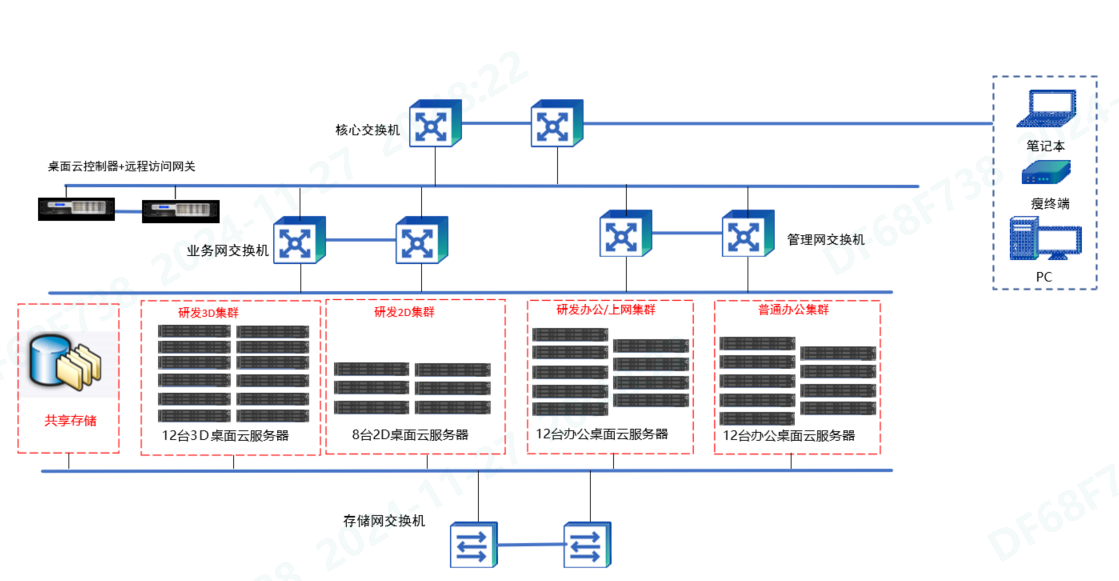 核心交换机
笔记本
桌面云控制器+远程访问网关
瘦终端
业务网交换机
管理网交换机
PC
研发3D集群
研发2D集群
研发办公/上网集群
普通办公集群
共享存储
12台3D桌面云服务器
8台2D桌面云服务器
12台办公桌面云服务器
12台办公桌面云服务器
存储网交换机